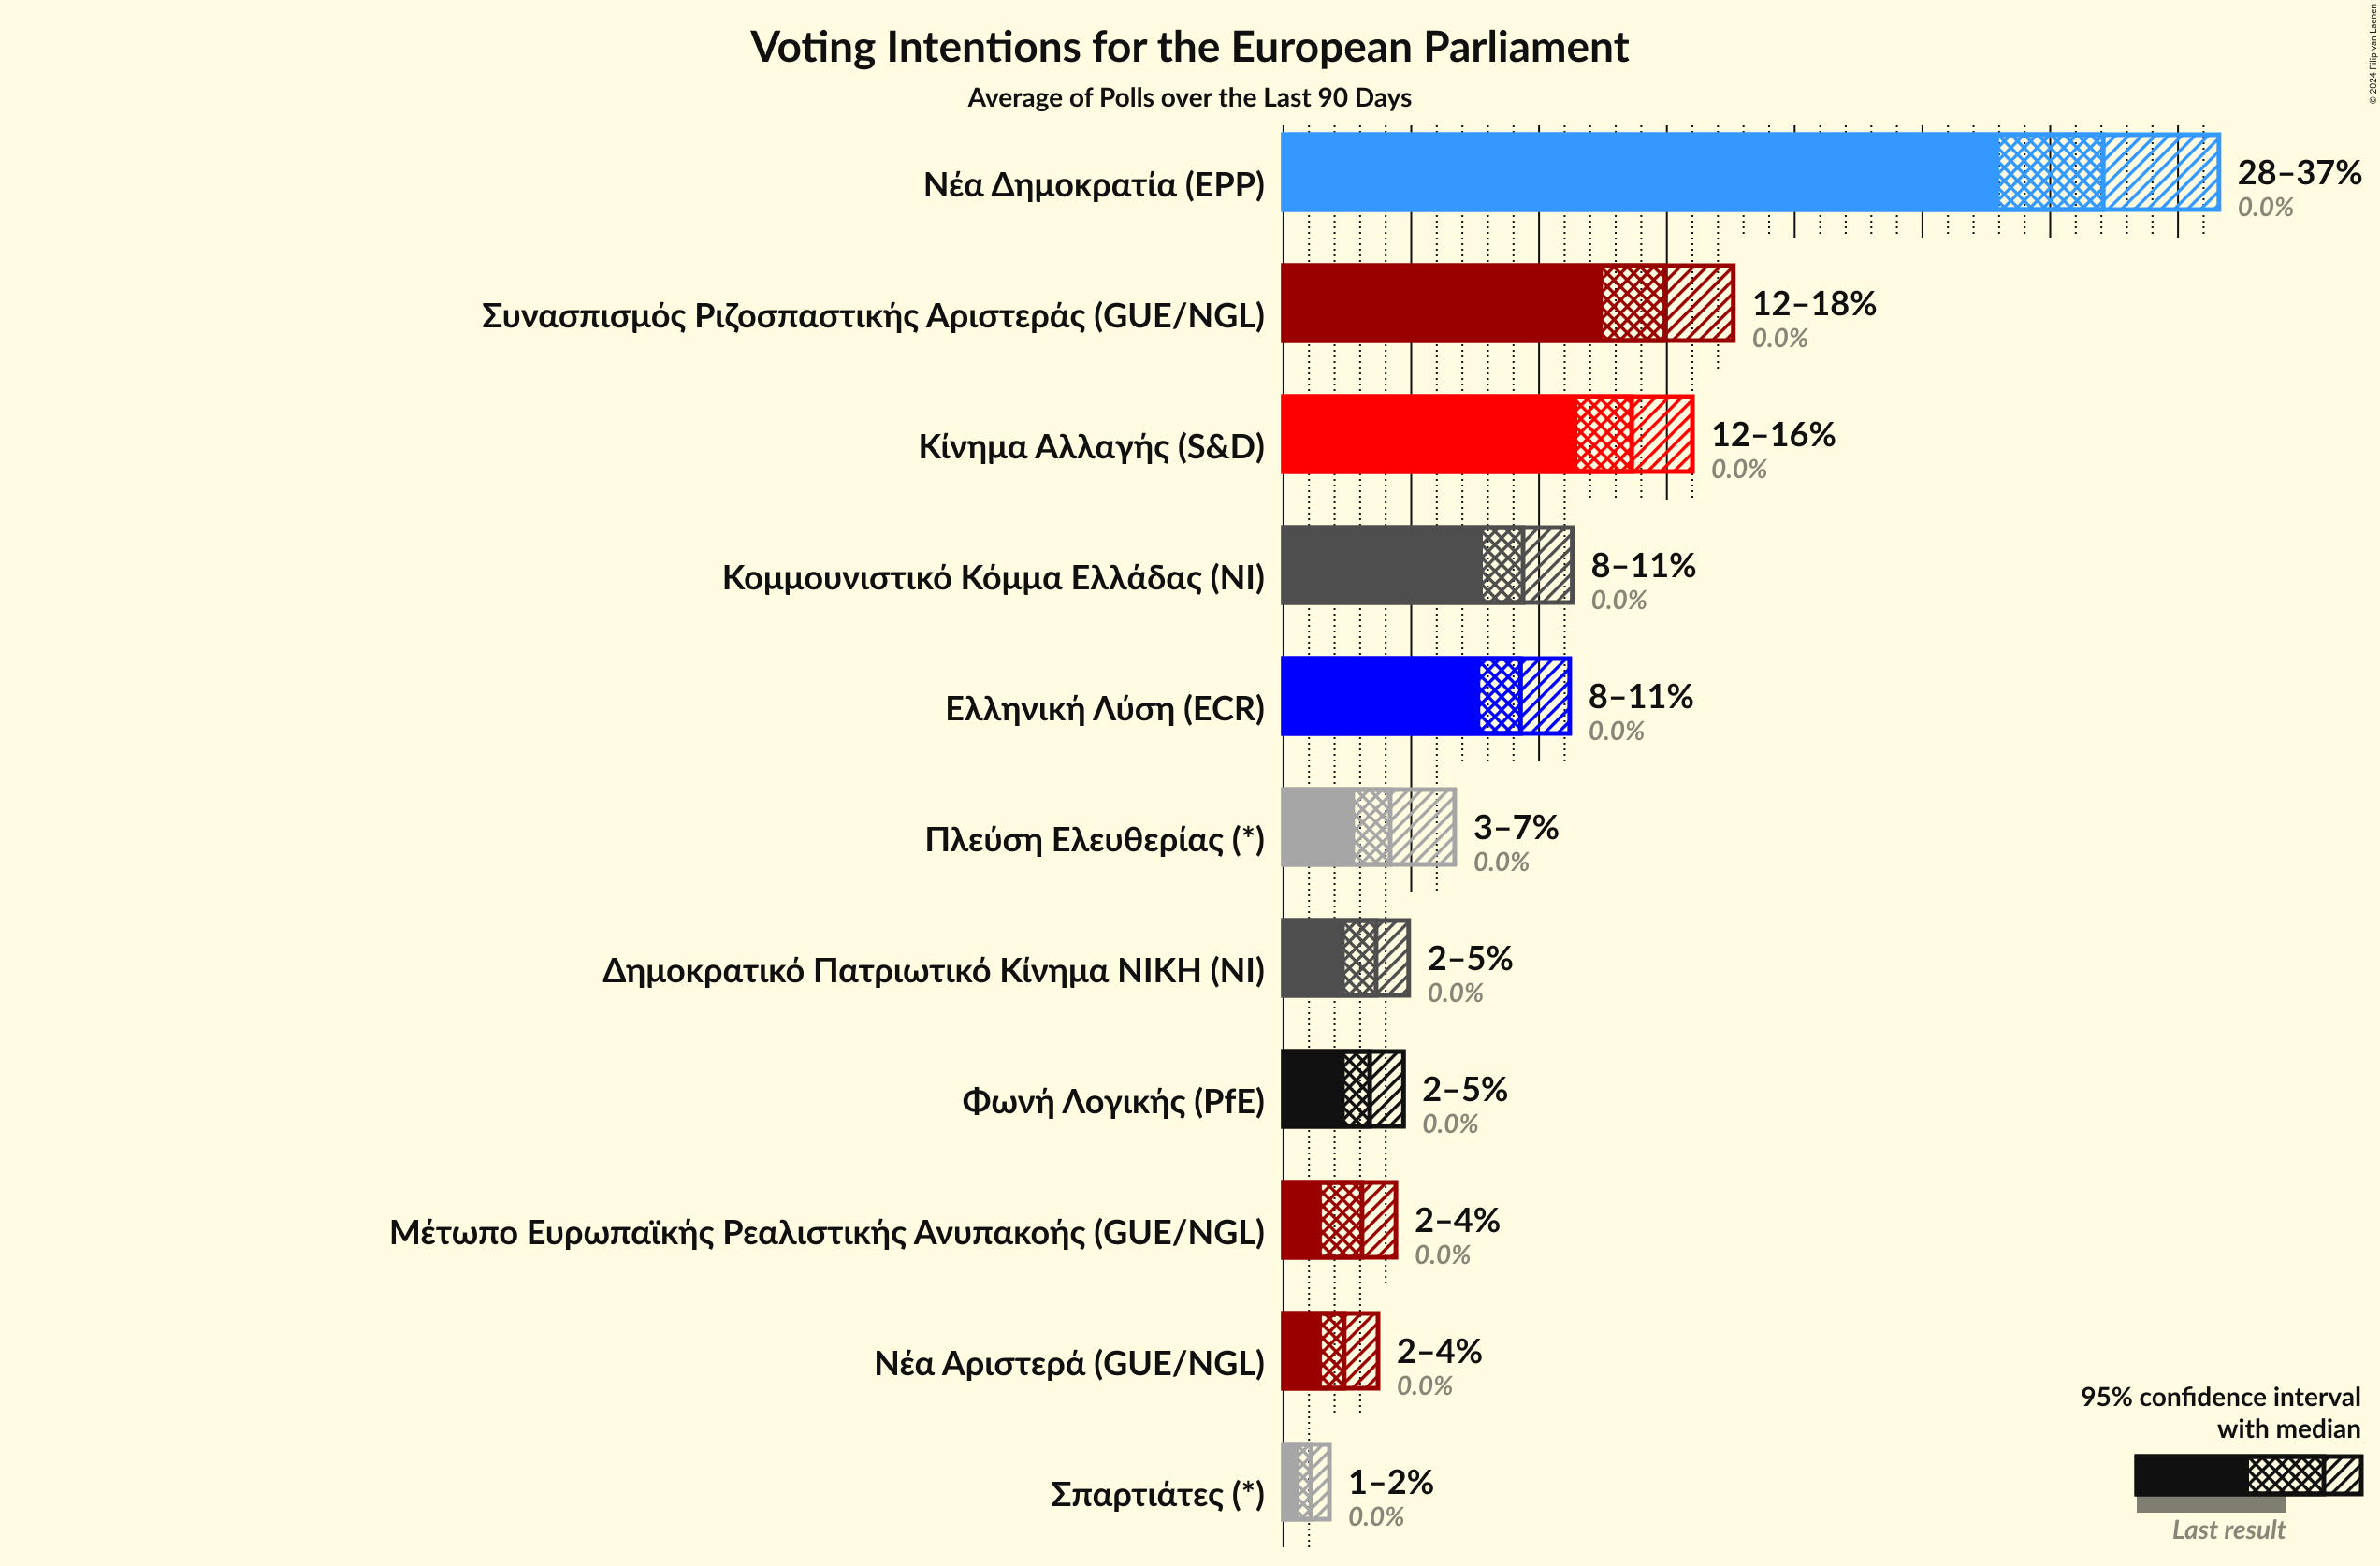 © 2024 Filip van Laenen
Voting Intentions for the European Parliament
Average of Polls over the Last 90 Days
Νέα Δημοκρατία (EPP)
28–37%
0.0%
Συνασπισμός Ριζοσπαστικής Αριστεράς (GUE/NGL)
12–18%
0.0%
Κίνημα Αλλαγής (S&D)
12–16%
0.0%
Κομμουνιστικό Κόμμα Ελλάδας (NI)
8–11%
0.0%
Ελληνική Λύση (ECR)
8–11%
0.0%
Πλεύση Ελευθερίας (*)
3–7%
0.0%
Δημοκρατικό Πατριωτικό Κίνημα ΝΙΚΗ (NI)
2–5%
0.0%
Φωνή Λογικής (PfE)
2–5%
0.0%
Μέτωπο Ευρωπαϊκής Ρεαλιστικής Ανυπακοής (GUE/NGL)
2–4%
0.0%
Νέα Αριστερά (GUE/NGL)
2–4%
0.0%
Σπαρτιάτες (*)
1–2%
0.0%
95% confidence interval
with median
Last result